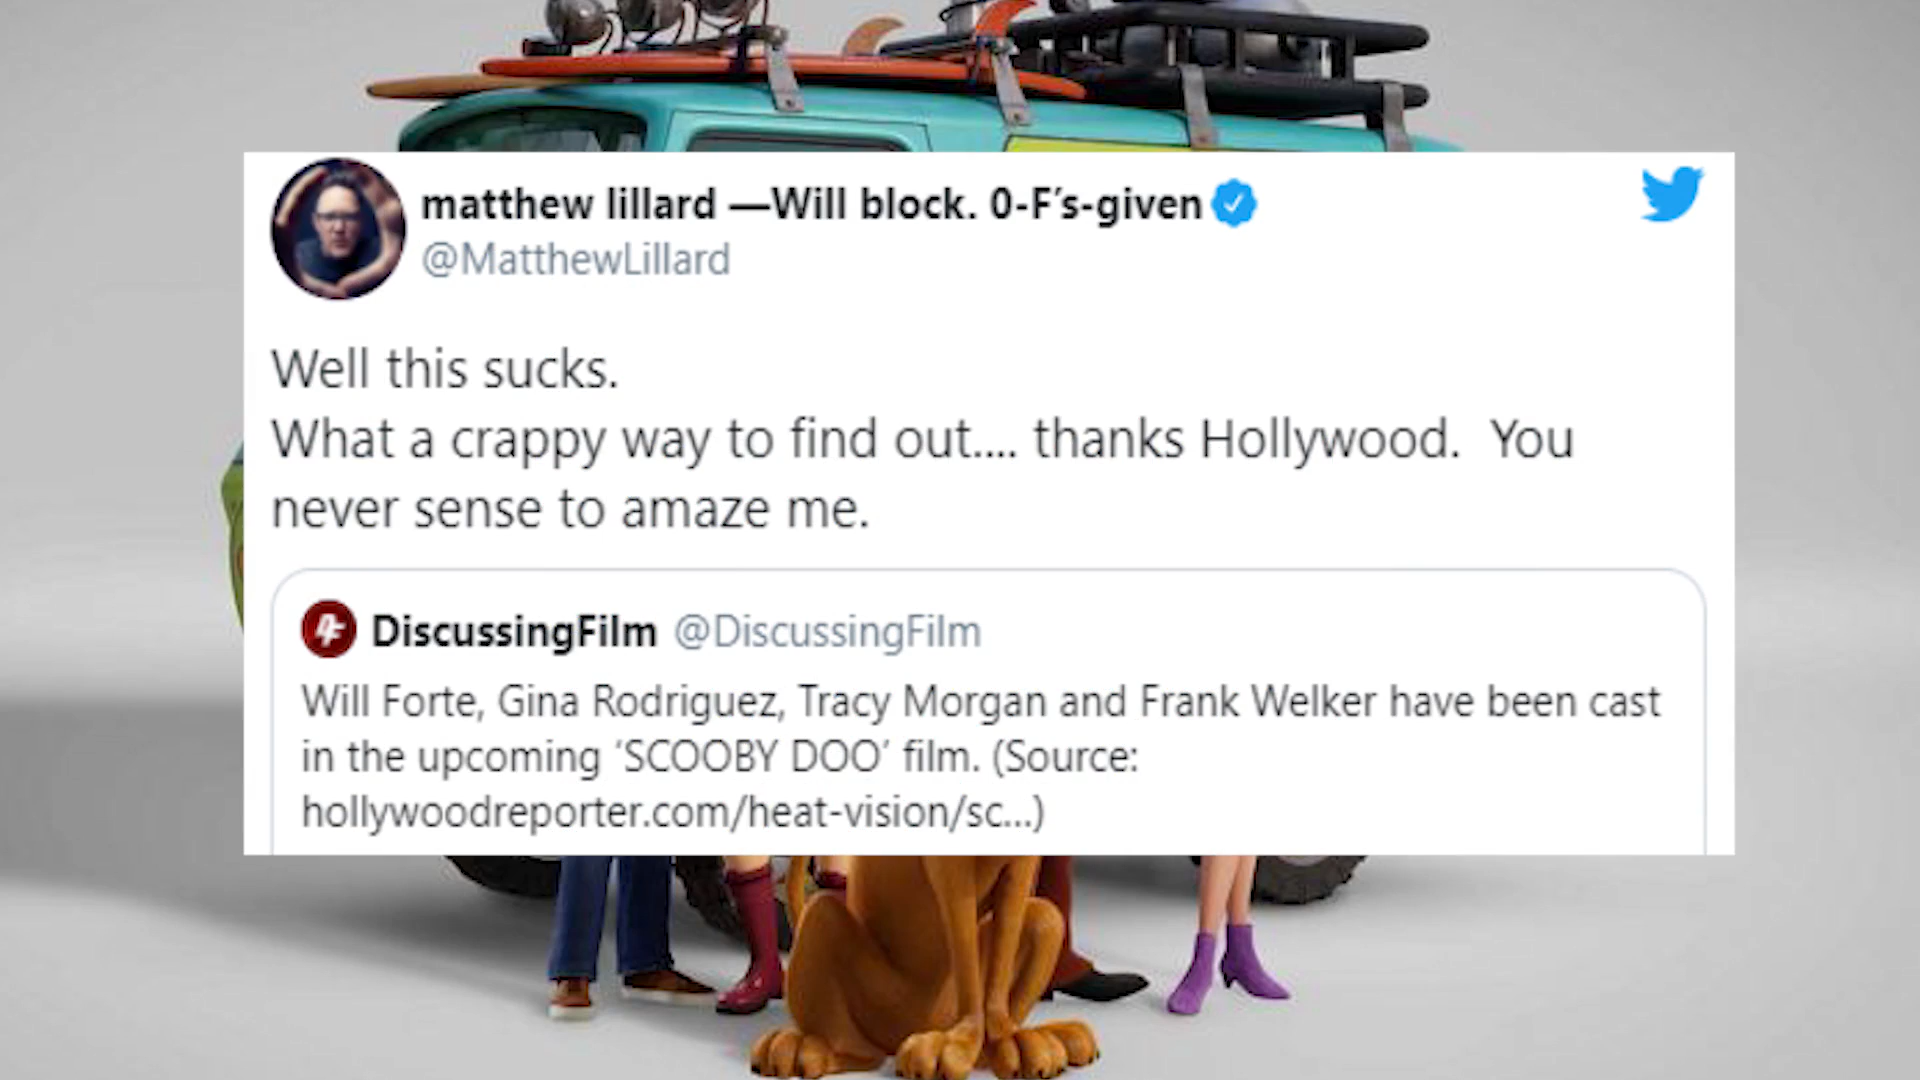 matthew lillard —Will block. 0-F's-given
@MatthewLillard
Well this sucks.
What a crappy way to find out.... thanks Hollywood.  You
never sense to amaze me.
DiscussingFilm @DiscussingFilm
Will Forte, Gina Rodriguez, Tracy Morgan and Frank Welker have been cast
in the upcoming ‘SCOOBY DOO’ film. (Source:
hollywoodreporter.com/heat-vision/sc...)